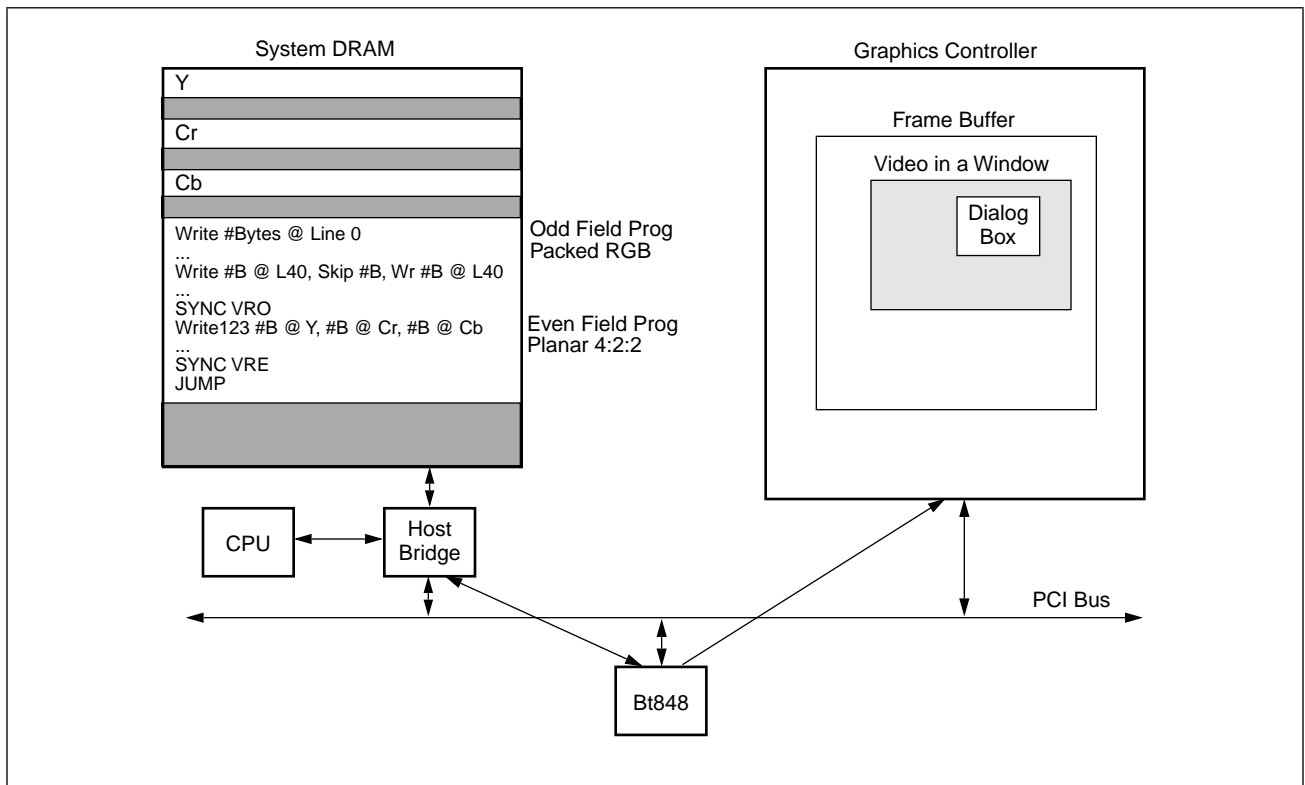 System DRAM
Y
Cr
Cb
Write #Bytes @ Line 0
...
Write #B @ L40, Skip #B, Wr #B @ L40
...
SYNC VRO
Write123 #B @ Y, #B @ Cr, #B @ Cb
...
SYNC VRE
JUMP
Odd Field Prog
Packed RGB
Even Field Prog
Planar 4:2:2
Graphics Controller
Frame Buffer
Video in a Window
Dialog
Box
CPU
Host
Bridge
PCI Bus
Bt848